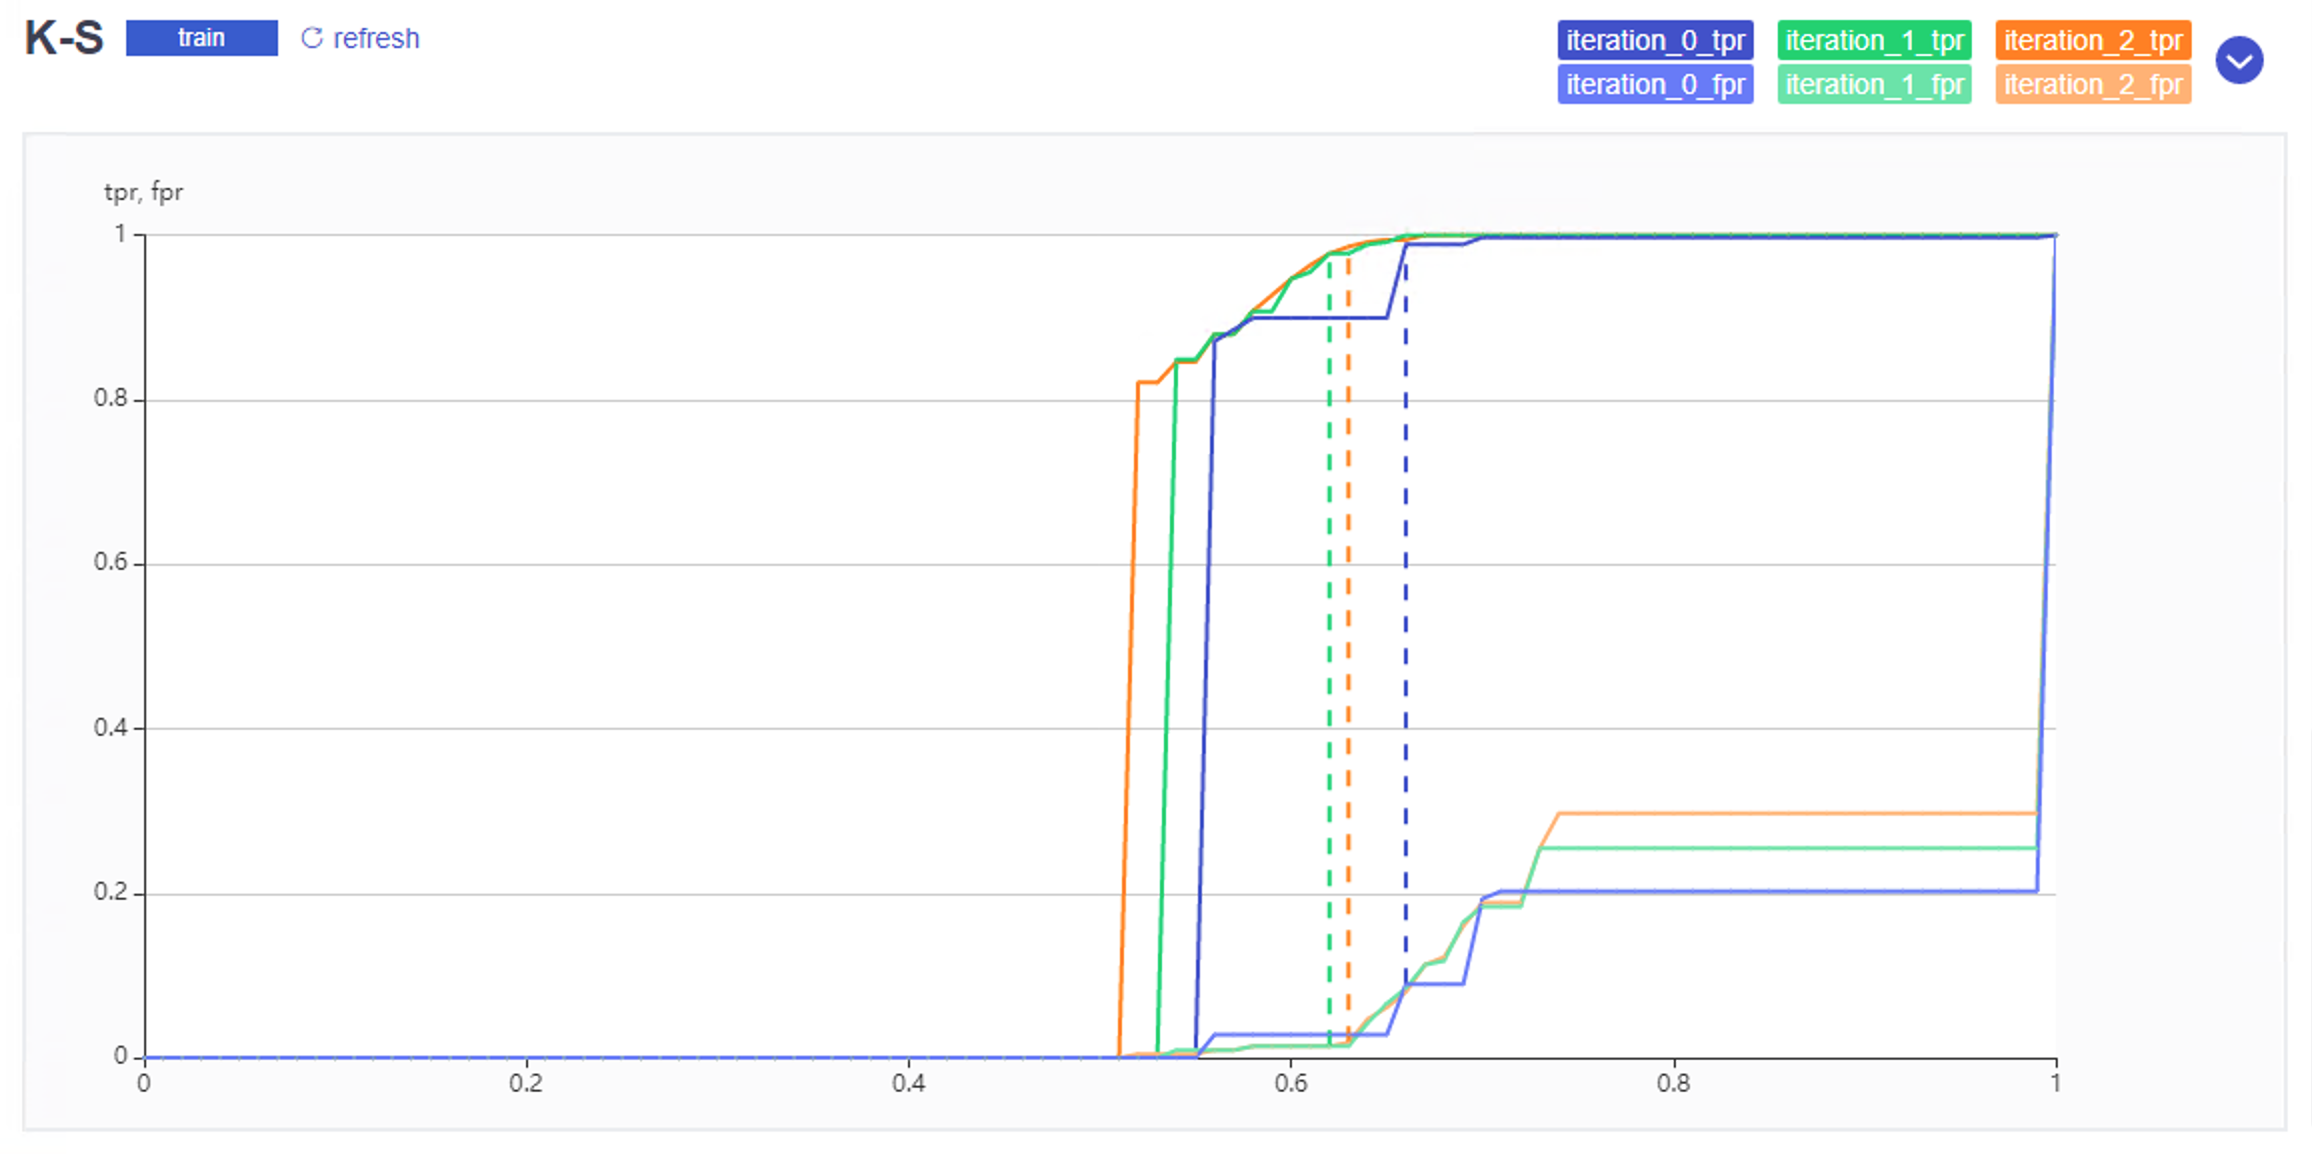 K-S train refresh iteration_0_tpr iteration_1_tpr iteration_2_tpr
iteration_0_fpr iteration_1_fpr iteration_2_fpr
tpr, fpr
1
0.8
0.6
0.4
0.2
0
0 0.2 0.4 0.6 0.8 1